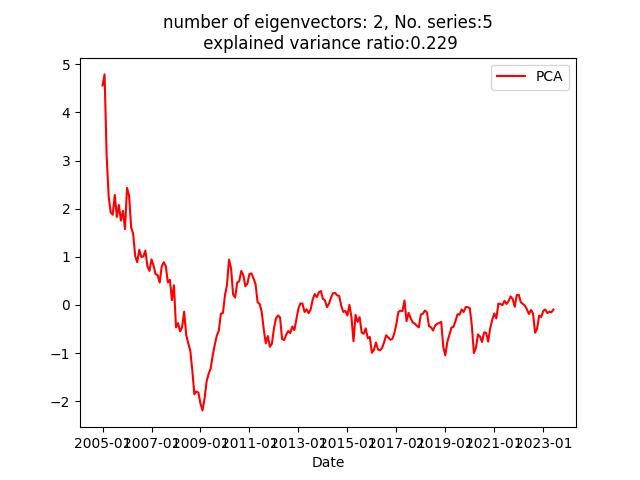 number of eigenvectors: 2, No. series:5
explained variance ratio:0.229
PCA
5
4
3
2
1
0
−1
−2
2005-01 2007-01 2009-01 2011-01 2013-01 2015-01 2017-01 2019-01 2021-01 2023-01
Date